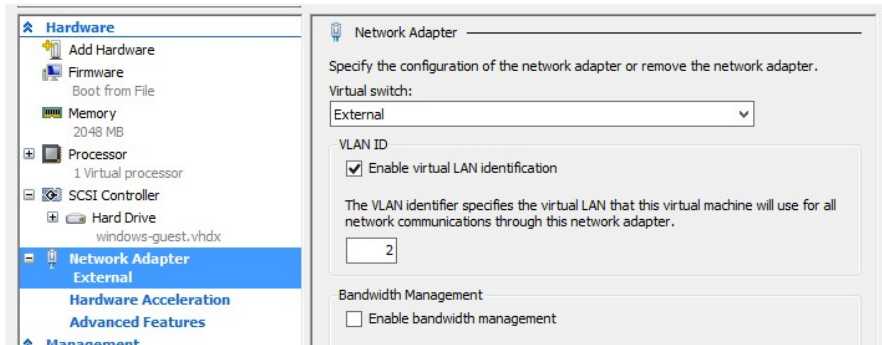 Hardware
Add Hardware
Firmware
Boot from File
Memory
2048 MB
Processor
1 Virtual processor
SCSI Controller
Hard Drive
windows-guest.vhdx
Network Adapter
External
Hardware Acceleration
Advanced Features
Management
Network Adapter
Specify the configuration of the network adapter or remove the network adapter.
Virtual switch:
External
VLAN ID
Enable virtual LAN identification
The VLAN identifier specifies the virtual LAN that this virtual machine will use for all
network communications through this network adapter.
2
Bandwidth Management
Enable bandwidth management